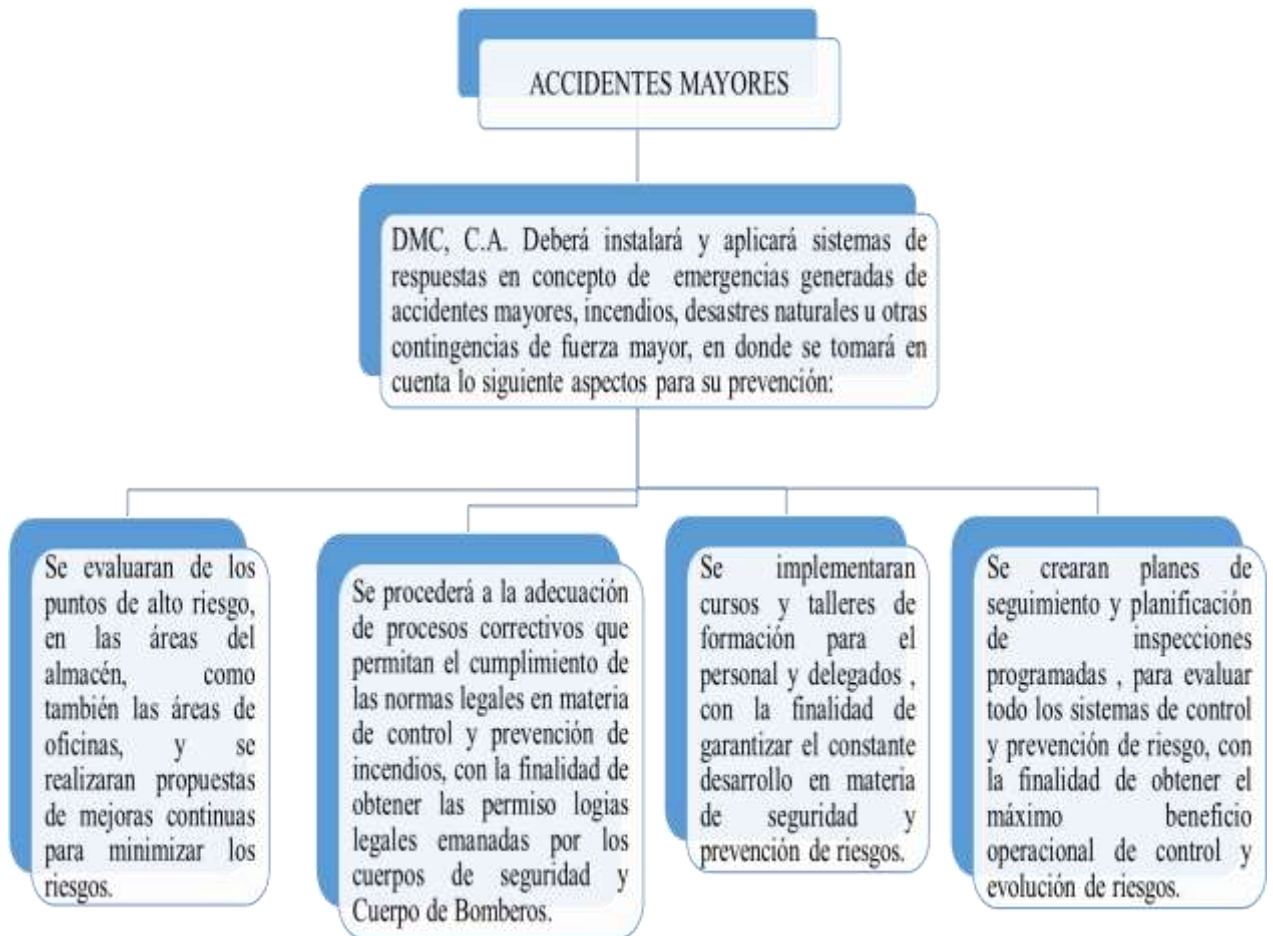 ACCIDENTES MAYORES
DMC, C.A. Deberá instalará y aplicará sistemas de
respuestas en concepto de emergencias generadas de
accidentes mayores, incendios, desastres naturales u otras
contingencias de fuerza mayor, en donde se tomará en
cuenta lo siguiente aspectos para su prevención:
Se evaluaran de los
puntos de alto riesgo,
en las áreas del
almacén, como
también las áreas de
oficinas, y se
realizaran propuestas
de mejoras continuas
para minimizar los
riesgos.
Se procederá a la adecuación
de procesos correctivos que
permitan el cumplimiento de
las normas legales en materia
de control y prevención de
incendios, con la finalidad de
obtener las permiso logias
legales emanadas por los
cuerpos de seguridad y
Cuerpo de Bomberos.
Se implementaran
cursos y talleres de
formación para el
personal y delegados ,
con la finalidad de
garantizar el constante
desarrollo en materia
de seguridad y
prevención de riesgos.
Se crearan planes de
seguimiento y planificación
de inspecciones
programadas , para evaluar
todo los sistemas de control
y prevención de riesgo, con
la finalidad de obtener el
máximo beneficio
operacional de control y
evolución de riesgos.